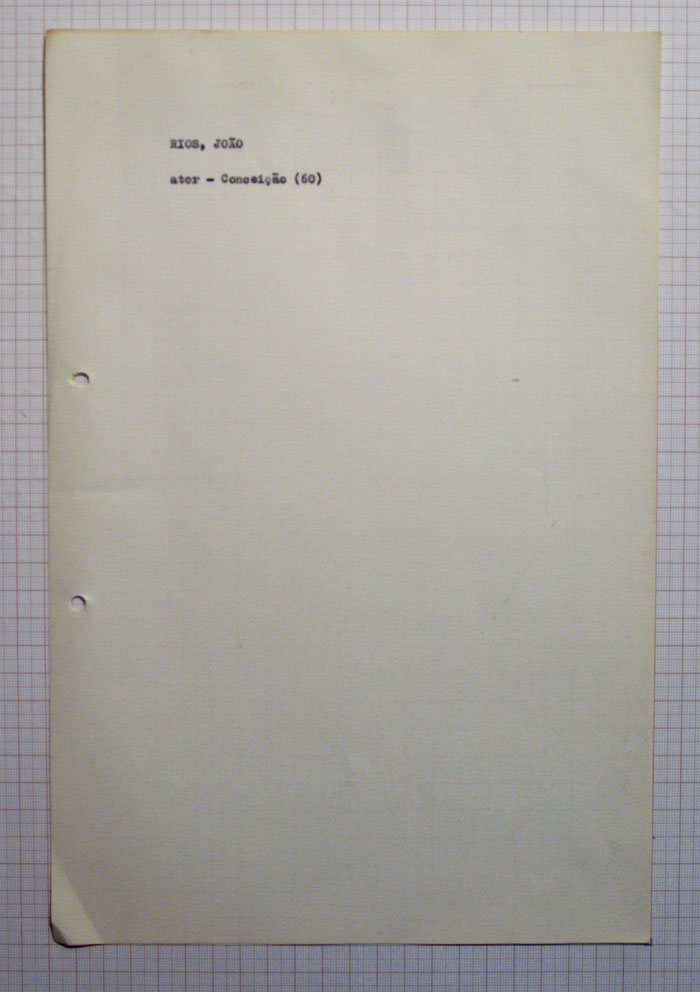 RIOS, JOÃO
ator - Conceição (60)